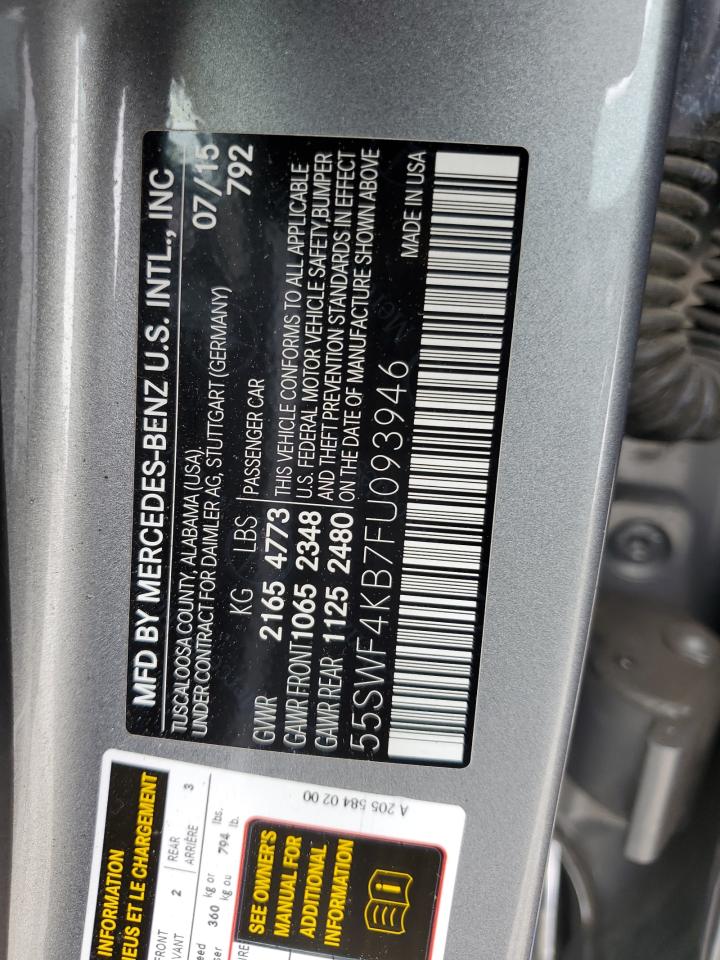 MFD BY MERCEDES-BENZ U.S. INTL., INC
TUSCALOOSA COUNTY, ALABAMA (USA)
07/15
UNDER CONTRACT FOR DAIMLER AG, STUTTGART (GERMANY)
792
KG LBS PASSENGER CAR
GVWR 2165 4773 THIS VEHICLE CONFORMS TO ALL APPLICABLE
GAWR FRONT 1065 2348 U.S. FEDERAL MOTOR VEHICLE SAFETY, BUMPER
GAWR REAR 1125 2480 AND THEFT PREVENTION STANDARDS IN EFFECT
ON THE DATE OF MANUFACTURE SHOWN ABOVE
MADE IN USA
55SWF4KB7FU093946
INFORMATION
NEUS ET LE CHARGEMENT
FRONT 2 REAR 3
VANT ARRIÈRE
eed 360 kg or lbs.
ser kg ou 794 lb.
SEE OWNER'S
MANUAL FOR
ADDITIONAL
INFORMATION
A 205 584 02 00